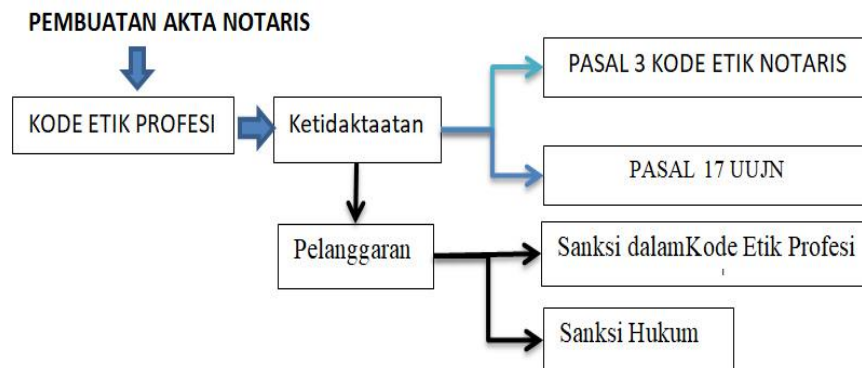 PEMBUATAN AKTA NOTARIS
KODE ETIK PROFESI
Ketidaktaatan
PASAL 3 KODE ETIK NOTARIS
PASAL 17 UUJN
Pelanggaran
Sanksi dalamKode Etik Profesi
Sanksi Hukum